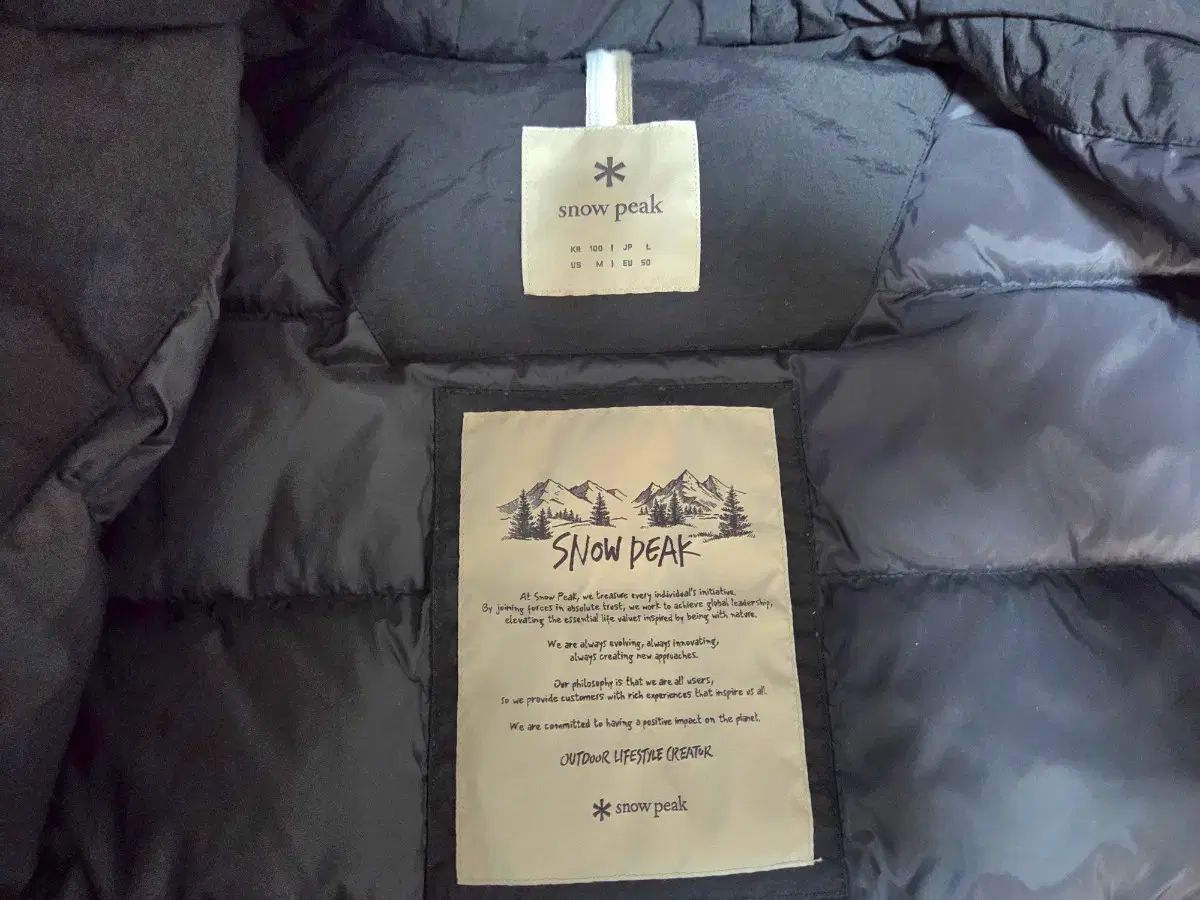 snow peak
KR 100 | JP L
US M | EU 50
SNOW PEAK
At Snow Peak, we treasure every individual's initiative.
By joining forces in absolute trust, we work to achieve global leadership,
elevating the essential life values inspired by being with nature.
We are always evolving, always innovating,
always creating new approaches.
Our philosophy is that we are all users,
so we provide customers with rich experiences that inspire us all.
We are committed to having a positive impact on the planet.
OUTDOOR LIFESTYLE CREATOR
snow peak